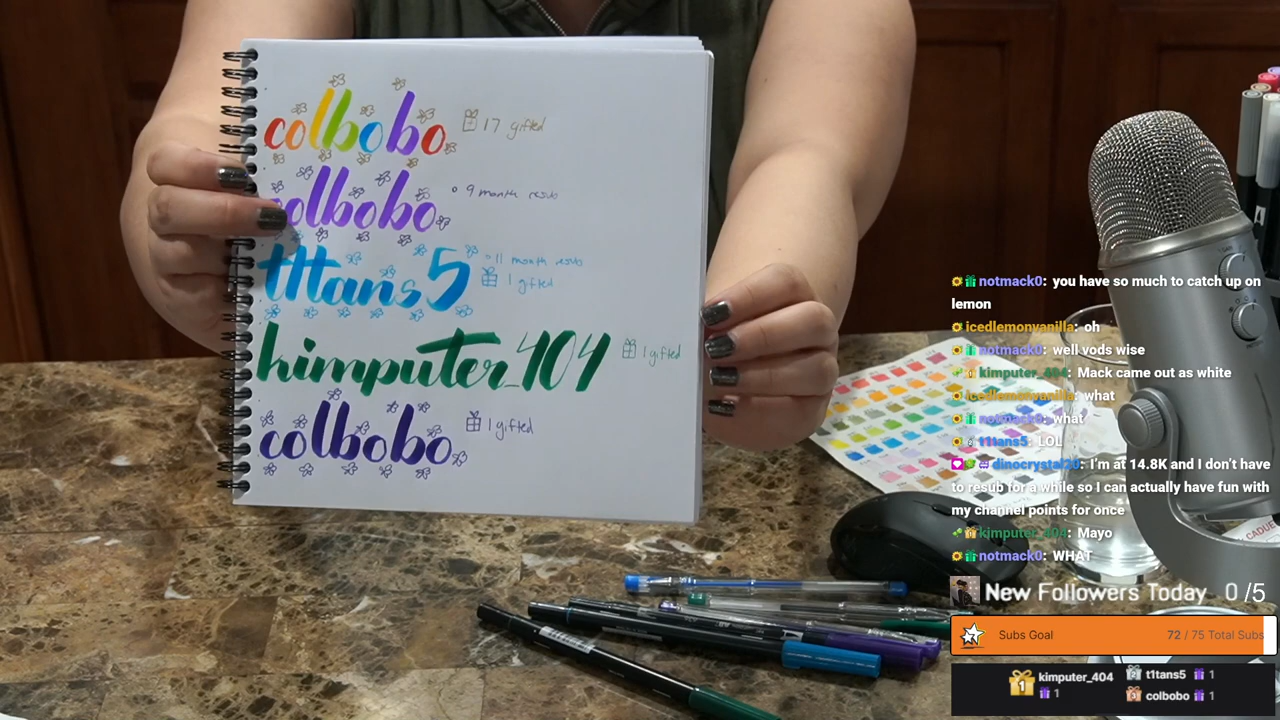 colbobo 17 gifted
colbobo 9 month resub
t1tans5 11 month resub
1 gifted
kimputer_404 1 gifted
colbobo 1 gifted
notmack0: you have so much to catch up on
lemon
icedlemonvanilla: oh
notmack0: well vods wise
kimputer_404: Mack came out as white
icedlemonvanilla: what
notmack0: what
t1tans5: LOL
dinocrystal20: I'm at 14.8K and I don't have
to resub for a while so I can actually have fun with
my channel points for once
kimputer_404: Mayo
notmack0: WHAT
New Followers Today 0 /5
Subs Goal 72 / 75 Total Subs
1 kimputer_404 1
2 t1tans5 1
3 colbobo 1